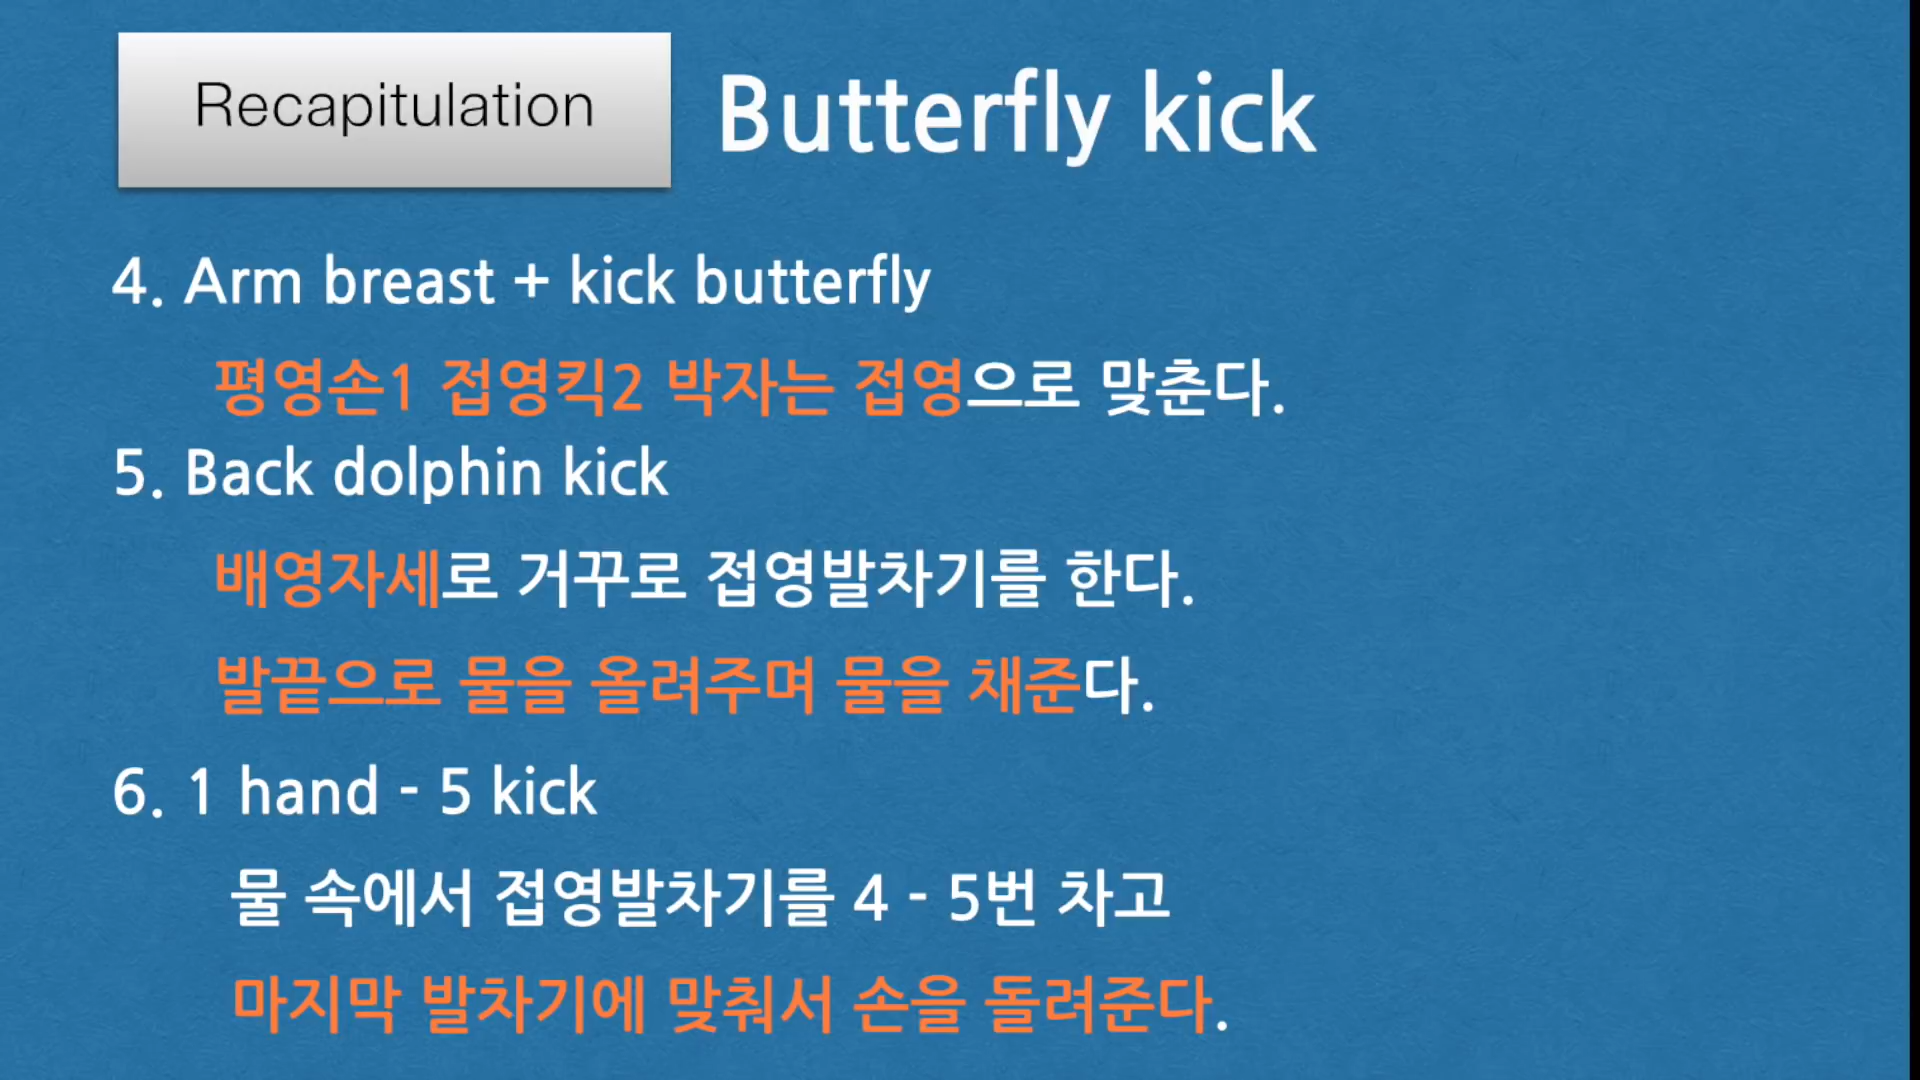 Recapitulation
Butterfly kick
4. Arm breast + kick butterfly
평영손1 접영킥2 박자는 접영으로 맞춘다.
5. Back dolphin kick
배영자세로 거꾸로 접영발차기를 한다.
발끝으로 물을 올려주며 물을 채준다.
6. 1 hand - 5 kick
물 속에서 접영발차기를 4 - 5번 차고
마지막 발차기에 맞춰서 손을 돌려준다.